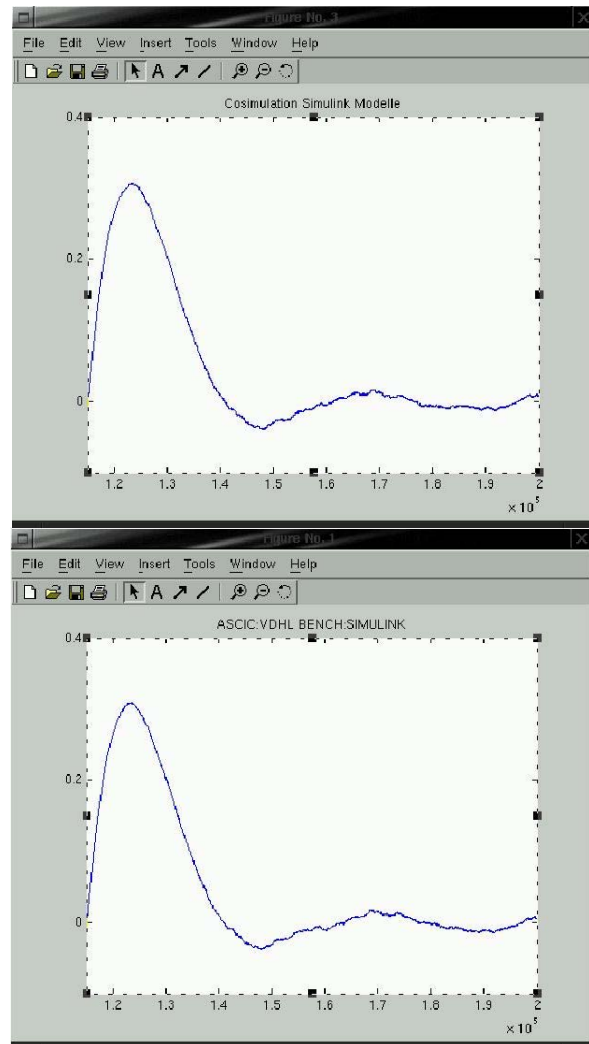 Figure No. 3
File Edit View Insert Tools Window Help
A
Cosimulation Simulink Modelle
0.4
0.2
0
1.2 1.3 1.4 1.5 1.6 1.7 1.8 1.9 2
× 10^5
Figure No. 1
File Edit View Insert Tools Window Help
A
ASCIC:VDHL BENCH:SIMULINK
0.4
0.2
0
1.2 1.3 1.4 1.5 1.6 1.7 1.8 1.9 2
× 10^5